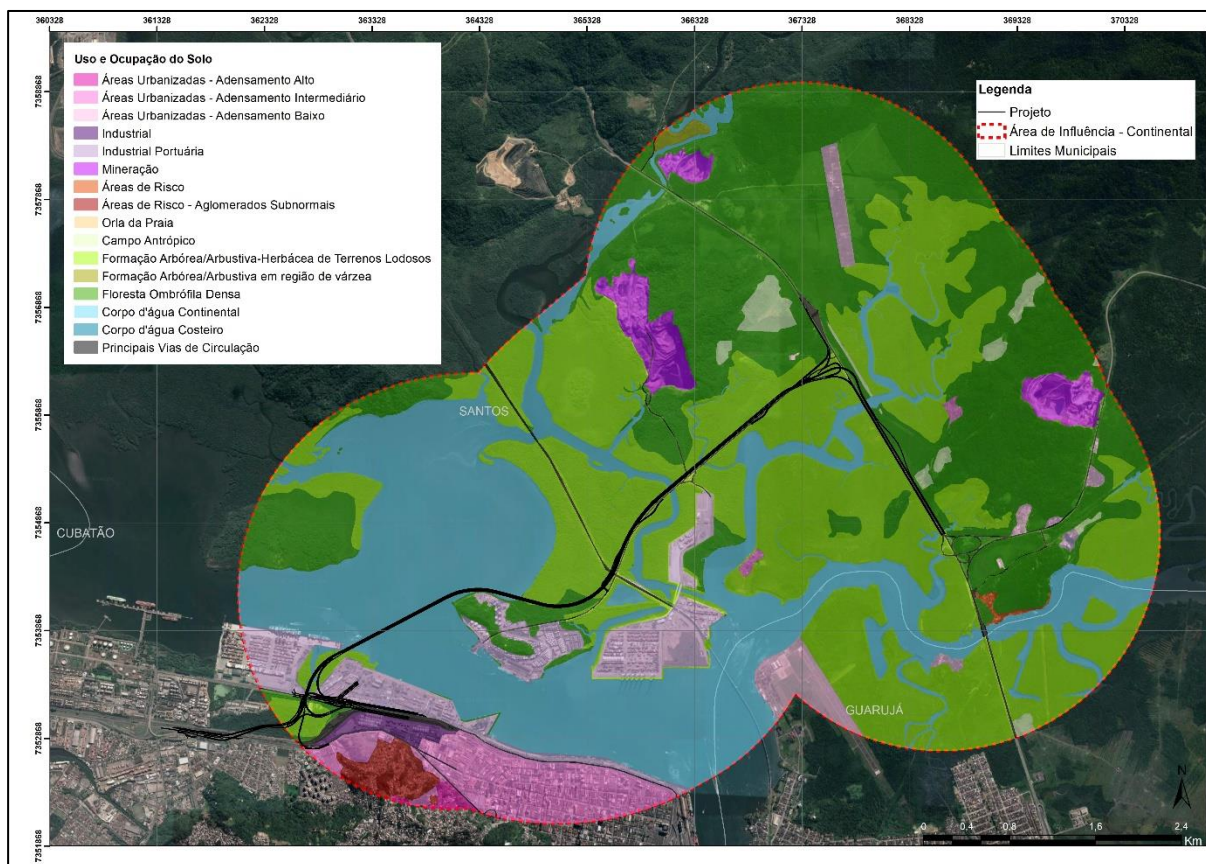 360328 361328 362328 363328 364328 365328 366328 367328 368328 369328 370328
Uso e Ocupação do Solo
Áreas Urbanizadas - Adensamento Alto
Áreas Urbanizadas - Adensamento Intermediário
Áreas Urbanizadas - Adensamento Baixo
Industrial
Industrial Portuária
Mineração
Áreas de Risco
Áreas de Risco - Aglomerados Subnormais
Orla da Praia
Campo Antrópico
Formação Arbórea/Arbustiva-Herbácea de Terrenos Lodosos
Formação Arbórea/Arbustiva em região de várzea
Floresta Ombrófila Densa
Corpo d'água Continental
Corpo d'água Costeiro
Principais Vias de Circulação
Legenda
Projeto
Área de Influência - Continental
Limites Municipais
7358868
7357868
7356868
7355868
7354868
7353868
7352868
7351868
SANTOS
CUBATÃO
GUARUJÁ
N
0 0,4 0,8 1,6 2,4
Km